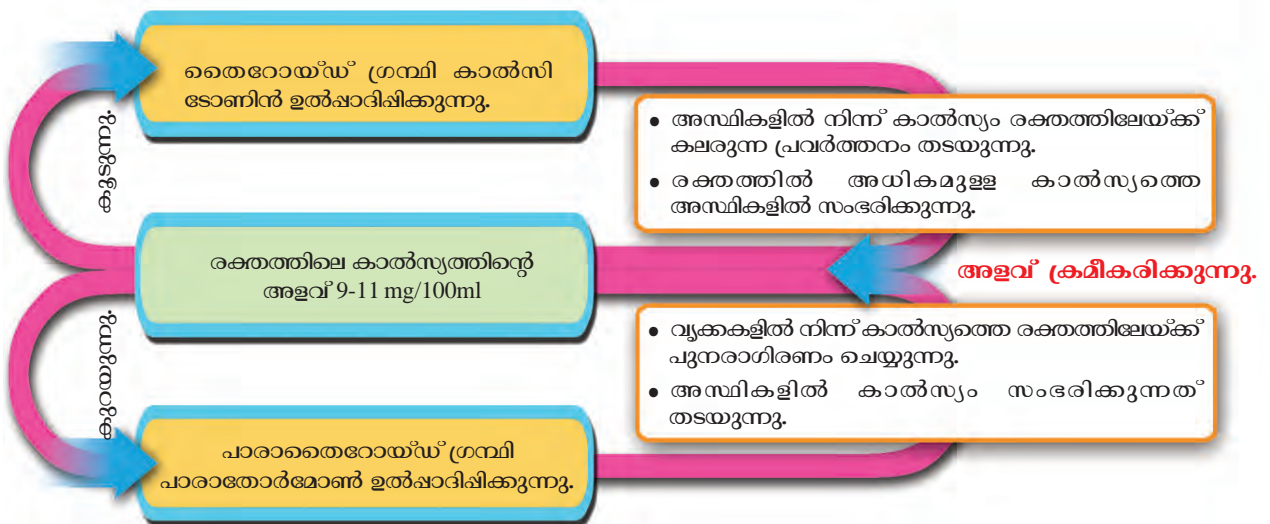 തൈറോയ്ഡ് ഗ്രന്ഥി കാൽസി
ടോണിൻ ഉൽപ്പാദിപ്പിക്കുന്നു.
കൂടുമ്പോൾ
• അസ്ഥികളിൽ നിന്ന് കാൽസ്യം രക്തത്തിലേയ്ക്ക്
കലരുന്ന പ്രവർത്തനം തടയുന്നു.
• രക്തത്തിൽ അധികമുള്ള കാൽസ്യത്തെ
അസ്ഥികളിൽ സംഭരിക്കുന്നു.
രക്തത്തിലെ കാൽസ്യത്തിന്റെ
അളവ് 9-11 mg/100ml
അളവ് ക്രമീകരിക്കുന്നു.
• വൃക്കകളിൽ നിന്ന് കാൽസ്യത്തെ രക്തത്തിലേയ്ക്ക്
പുനരാഗിരണം ചെയ്യുന്നു.
• അസ്ഥികളിൽ കാൽസ്യം സംഭരിക്കുന്നത്
തടയുന്നു.
പാരാതൈറോയ്ഡ് ഗ്രന്ഥി
പാരാതോർമോൺ ഉൽപ്പാദിപ്പിക്കുന്നു.